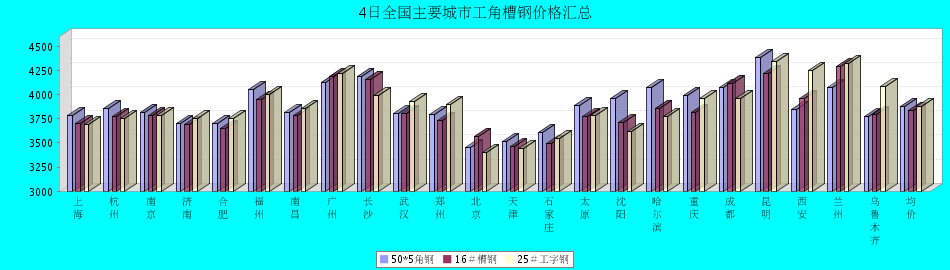 4日全国主要城市工角槽钢价格汇总
4500
4250
4000
3750
3500
3250
3000
上海
杭州
南京
济南
合肥
福州
南昌
广州
长沙
武汉
郑州
北京
天津
石家庄
太原
沈阳
哈尔滨
重庆
成都
昆明
西安
兰州
乌鲁木齐
均价
50*5角钢
16#槽钢
25#工字钢